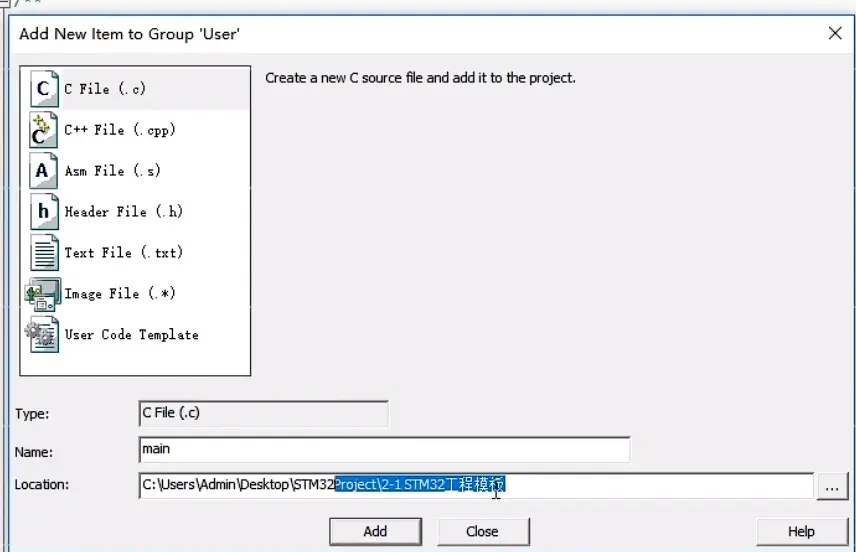 /**
Add New Item to Group 'User'
C File (.c)
Create a new C source file and add it to the project.
C++ File (.cpp)
Asm File (.s)
Header File (.h)
Text File (.txt)
Image File (.*)
User Code Template
Type:
C File (.c)
Name:
main
Location:
C:\Users\Admin\Desktop\STM32Project\2-1 STM32工程模板
...
Add
Close
Help